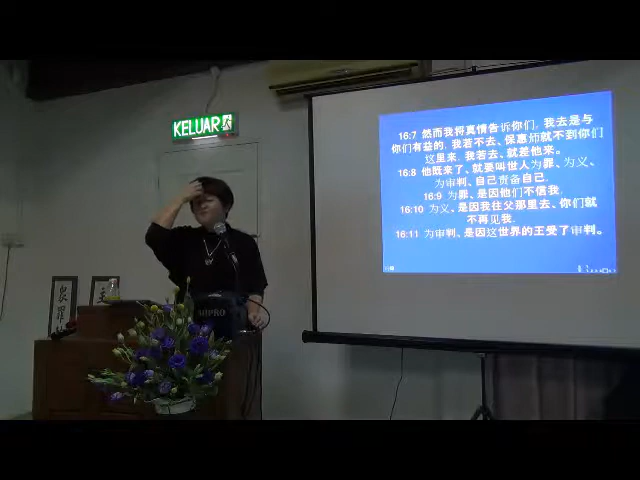 KELUAR
16:7 然而我将真情告诉你们．我去是与
你们有益的．我若不去、保惠师就不到你们
这里来．我若去、就差他来。
16:8 他既来了、就要叫世人为罪、为义、
为审判、自己责备自己．
16:9 为罪、是因他们不信我．
16:10 为义、是因我往父那里去、你们就
不再见我．
16:11 为审判、是因这世界的王受了审判。